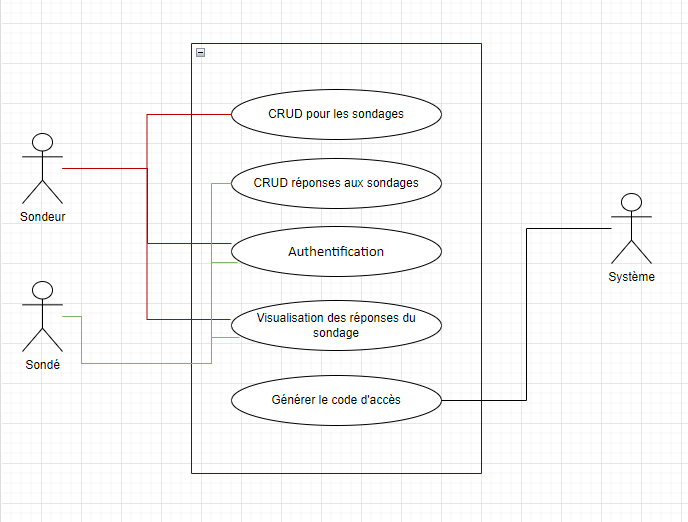 CRUD pour les sondages
Sondeur
CRUD réponses aux sondages
Authentification
Système
Sondé
Visualisation des réponses du
sondage
Générer le code d'accès